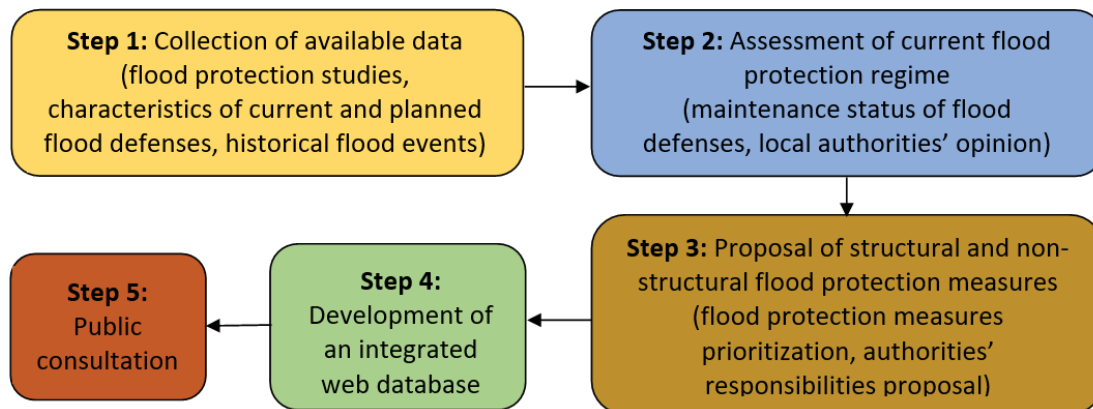 Step 1: Collection of available data
(flood protection studies,
characteristics of current and planned
flood defenses, historical flood events)
Step 2: Assessment of current flood
protection regime
(maintenance status of flood
defenses, local authorities’ opinion)
Step 3: Proposal of structural and non-
structural flood protection measures
(flood protection measures
prioritization, authorities’
responsibilities proposal)
Step 4:
Development of
an integrated
web database
Step 5:
Public
consultation